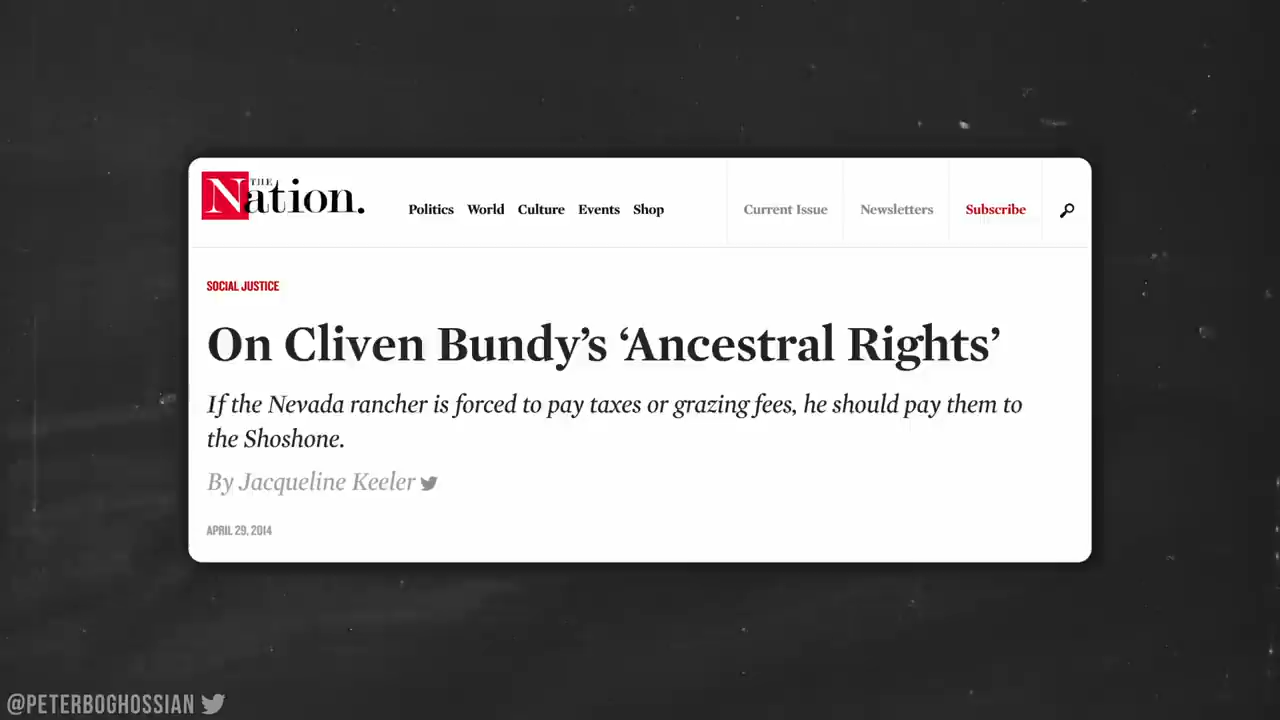 THE Nation.
Politics World Culture Events Shop Current Issue Newsletters Subscribe
SOCIAL JUSTICE
On Cliven Bundy’s ‘Ancestral Rights’
If the Nevada rancher is forced to pay taxes or grazing fees, he should pay them to
the Shoshone.
By Jacqueline Keeler
APRIL 29, 2014
@PETERBOGHOSSIAN